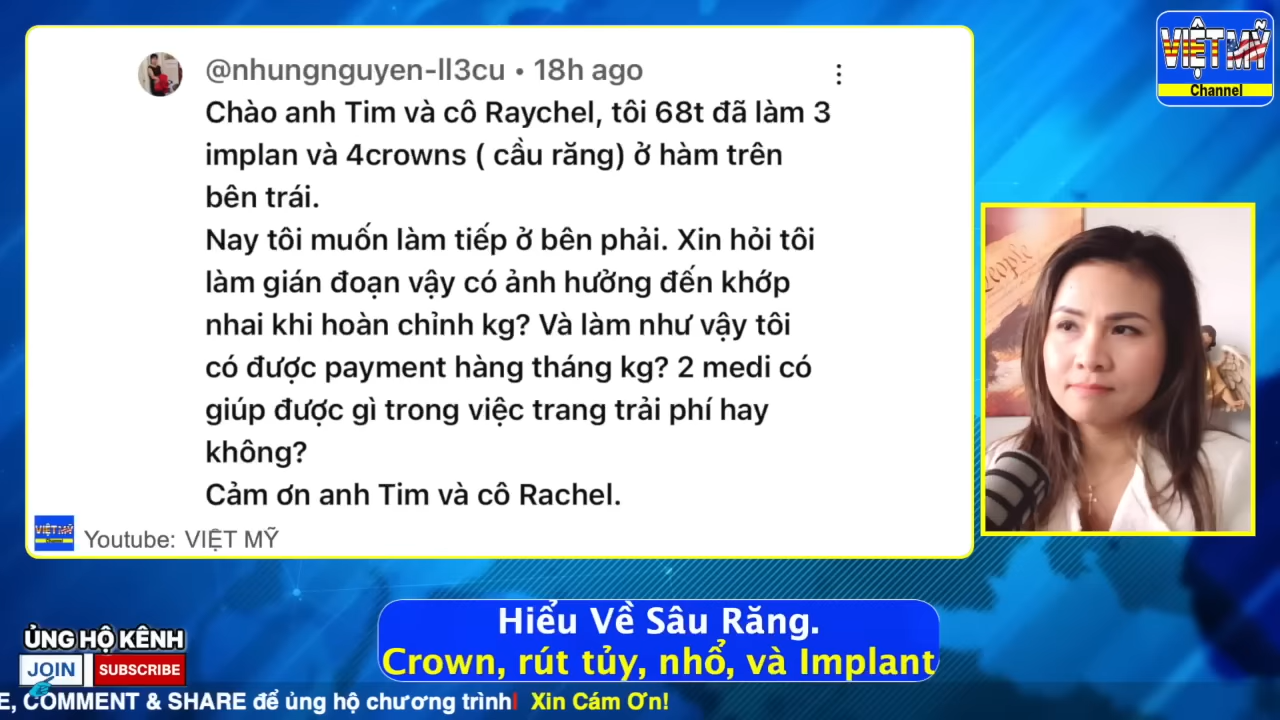 @nhungnguyen-ll3cu • 18h ago
Chào anh Tim và cô Raychel, tôi 68t đã làm 3
implan và 4crowns ( cầu răng) ở hàm trên
bên trái.
Nay tôi muốn làm tiếp ở bên phải. Xin hỏi tôi
làm gián đoạn vậy có ảnh hưởng đến khớp
nhai khi hoàn chỉnh kg? Và làm như vậy tôi
có được payment hàng tháng kg? 2 medi có
giúp được gì trong việc trang trải phí hay
không?
Cảm ơn anh Tim và cô Rachel.
VIỆT MỸ
Channel
Youtube: VIỆT MỸ
VIỆT MỸ
Channel
People
Hiểu Về Sâu Răng.
Crown, rút tủy, nhổ, và Implant
ỦNG HỘ KÊNH
JOIN
SUBSCRIBE
E, COMMENT & SHARE để ủng hộ chương trình! Xin Cám Ơn!